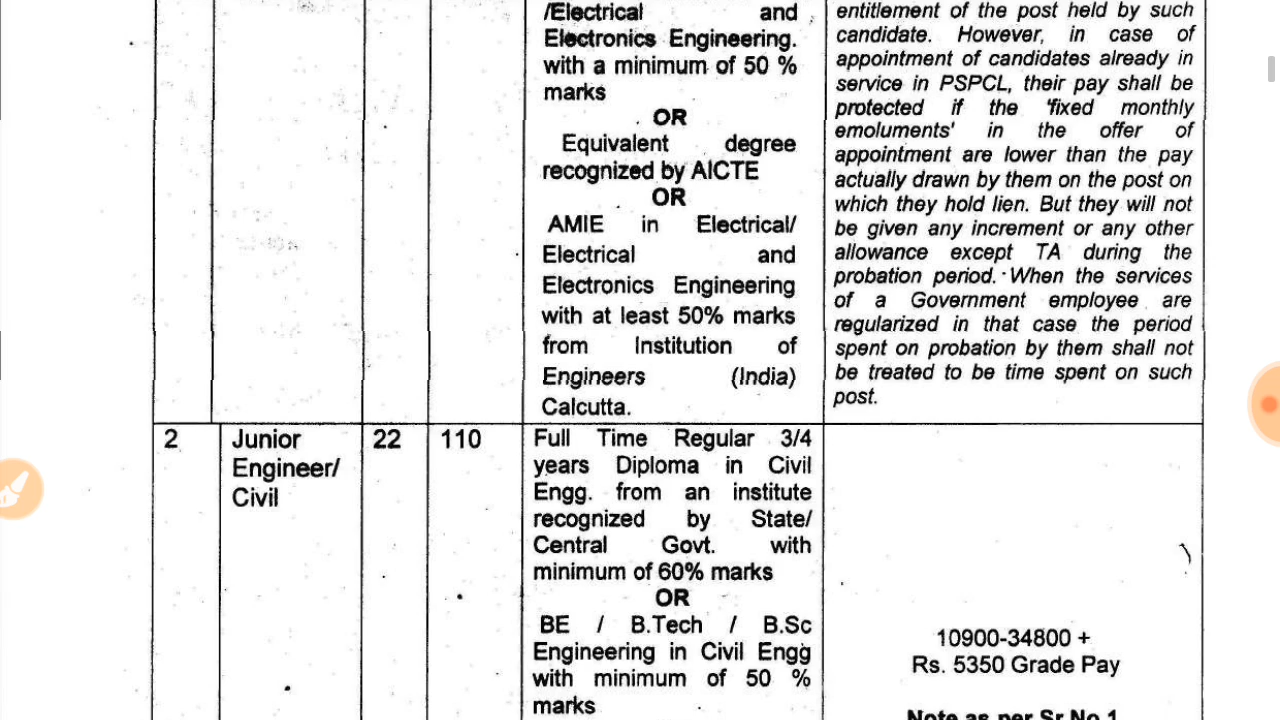 /Electrical and
Electronics Engineering.
with a minimum of 50 %
marks
OR
Equivalent degree
recognized by AICTE
OR
AMIE in Electrical/
Electrical and
Electronics Engineering
with at least 50% marks
from Institution of
Engineers (India)
Calcutta.
entitlement of the post held by such
candidate. However, in case of
appointment of candidates already in
service in PSPCL, their pay shall be
protected if the 'fixed monthly
emoluments' in the offer of
appointment are lower than the pay
actually drawn by them on the post on
which they hold lien. But they will not
be given any increment or any other
allowance except TA during the
probation period. When the services
of a Government employee are
regularized in that case the period
spent on probation by them shall not
be treated to be time spent on such
post.
2
Junior
Engineer/
Civil
22
110
Full Time Regular 3/4
years Diploma in Civil
Engg. from an institute
recognized by State/
Central Govt. with
minimum of 60% marks
OR
BE / B.Tech / B.Sc
Engineering in Civil Engg
with minimum of 50 %
marks
10900-34800 +
Rs. 5350 Grade Pay
Note as per Sr No 1